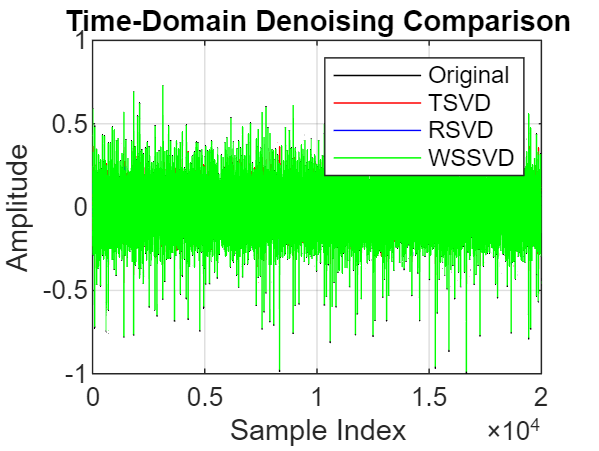 Time-Domain Denoising Comparison
1
0.5
0
-0.5
-1
Amplitude
Original
TSVD
RSVD
WSSVD
0 0.5 1 1.5 2
Sample Index
×10⁴